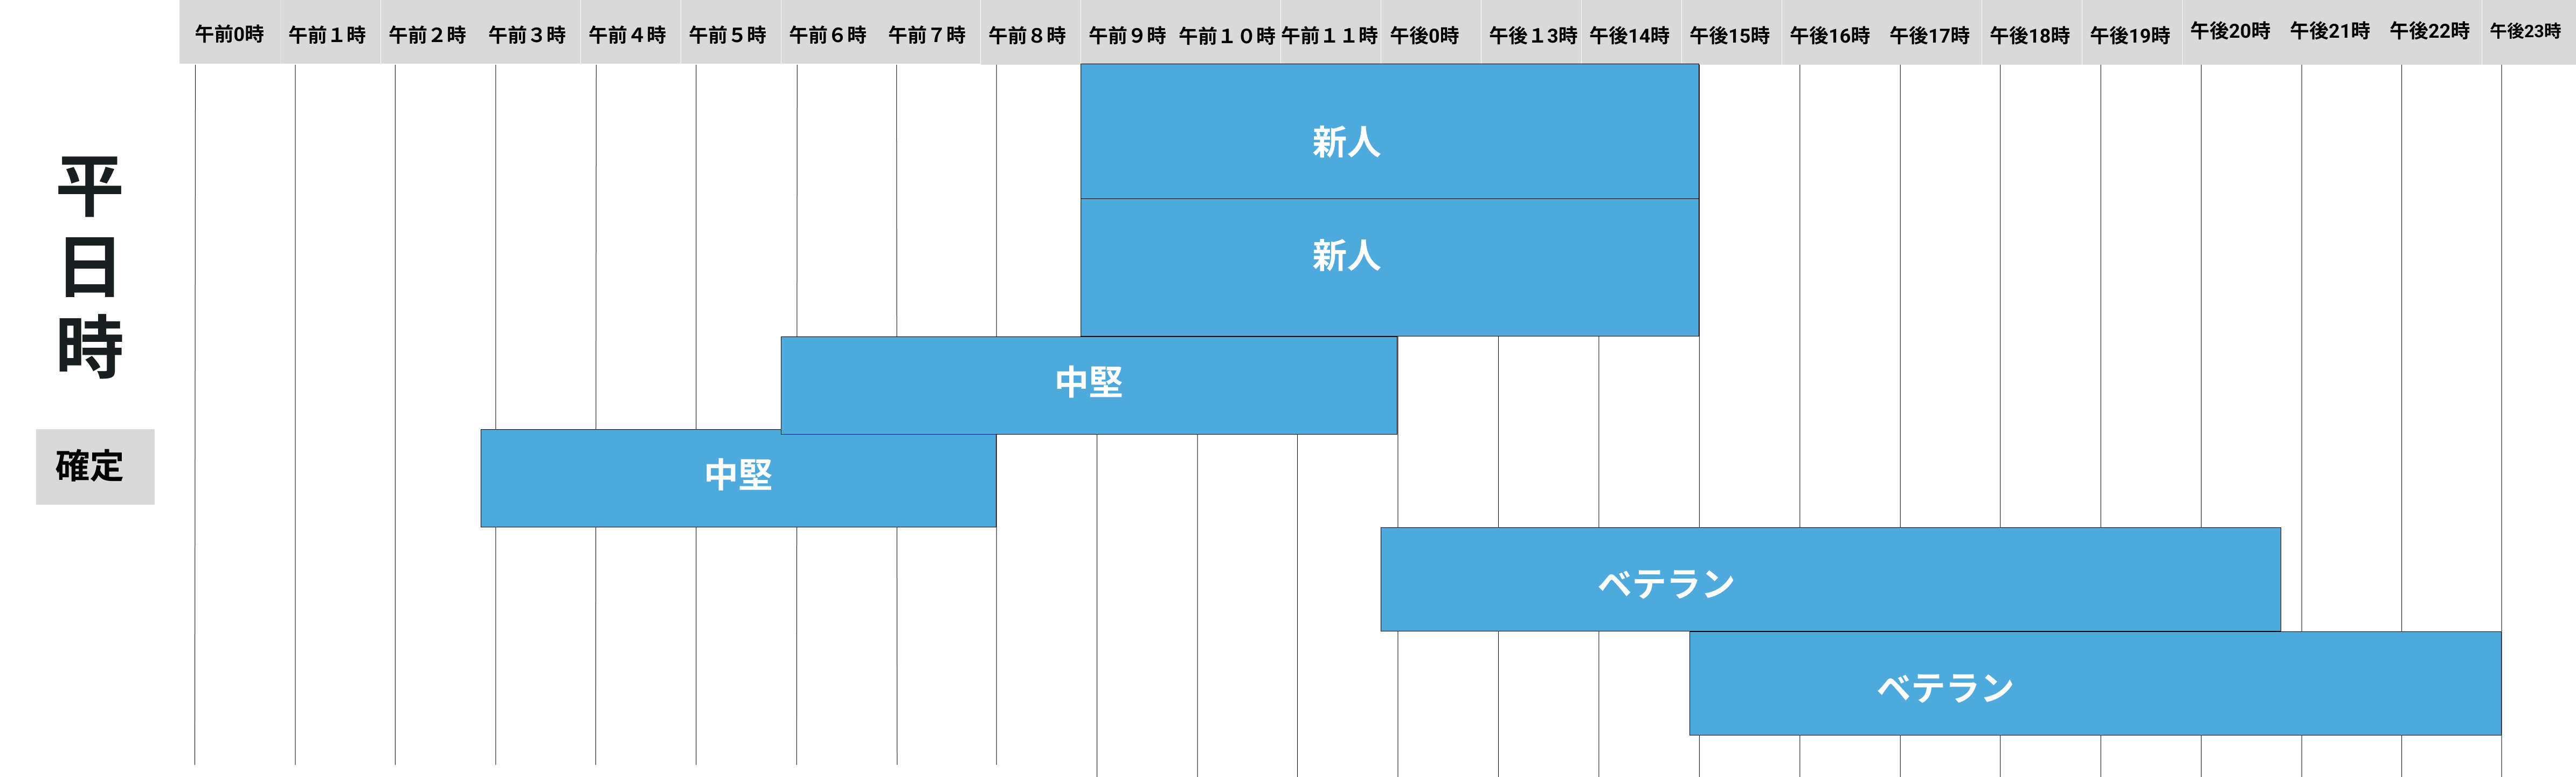 午前0時 午前１時 午前２時 午前３時 午前４時 午前５時 午前６時 午前７時 午前８時 午前９時 午前１０時 午前１１時 午後0時 午後１3時 午後14時 午後15時 午後16時 午後17時 午後18時 午後19時 午後20時 午後21時 午後22時 午後23時
平日時
確定
新人
新人
中堅
中堅
ベテラン
ベテラン